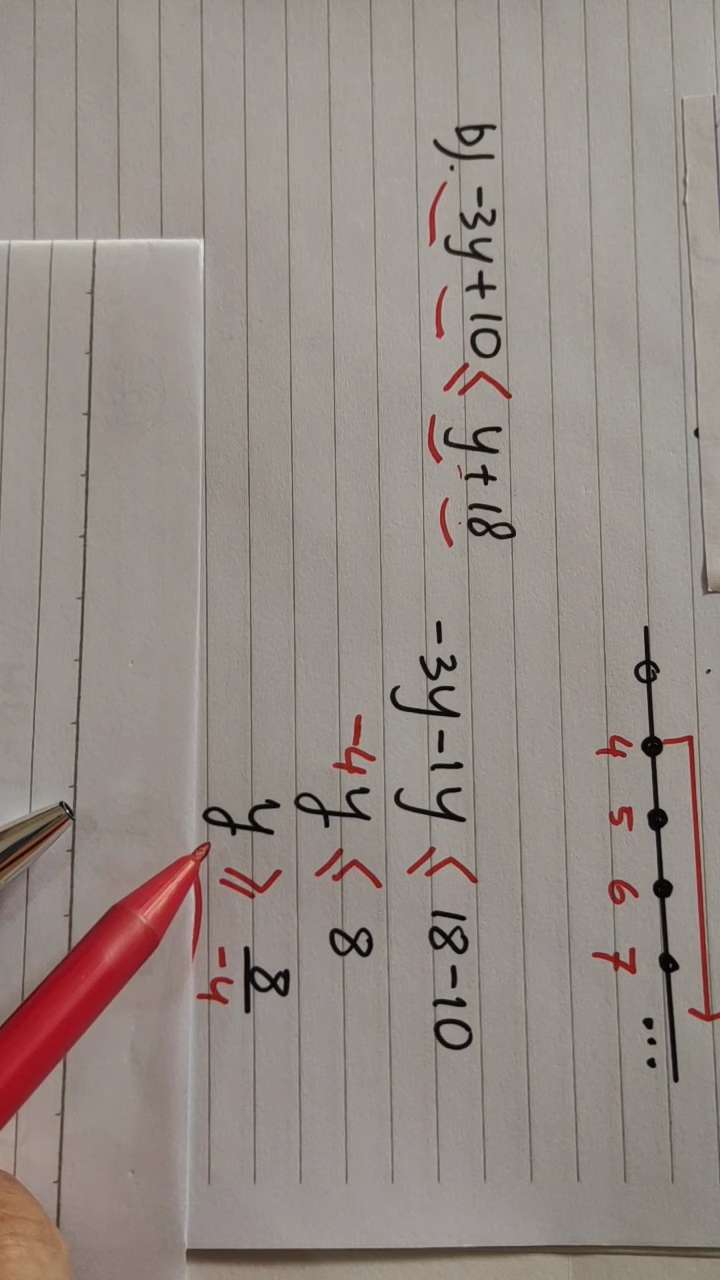 4 5 6 7 ...
b). -3y+10 ⩽ y+18
-3y-1y ⩽ 18-10
-4y ⩽ 8
y ⩾ 8/-4